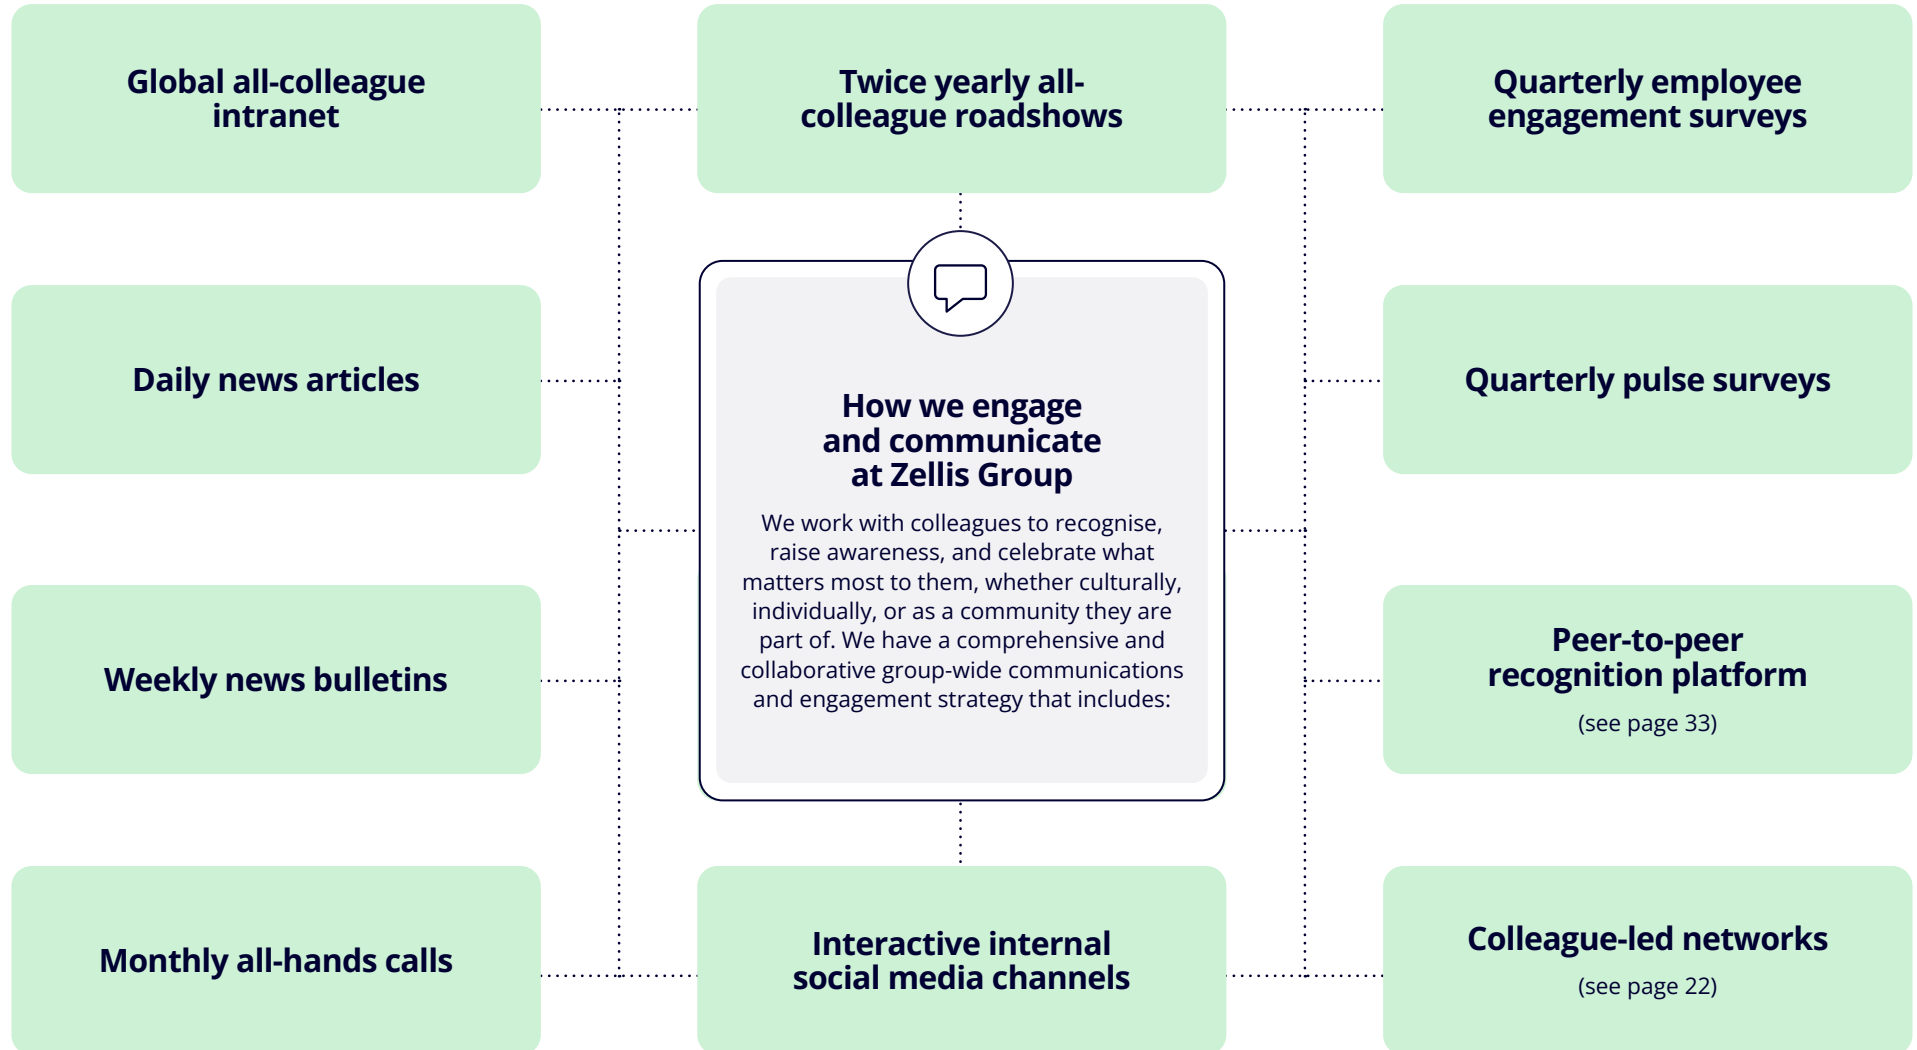 Global all-colleague
intranet
Twice yearly all-
colleague roadshows
Quarterly employee
engagement surveys
Daily news articles
How we engage
and communicate
at Zellis Group
We work with colleagues to recognise,
raise awareness, and celebrate what
matters most to them, whether culturally,
individually, or as a community they are
part of. We have a comprehensive and
collaborative group-wide communications
and engagement strategy that includes:
Quarterly pulse surveys
Weekly news bulletins
Peer-to-peer
recognition platform
(see page 33)
Monthly all-hands calls
Interactive internal
social media channels
Colleague-led networks
(see page 22)